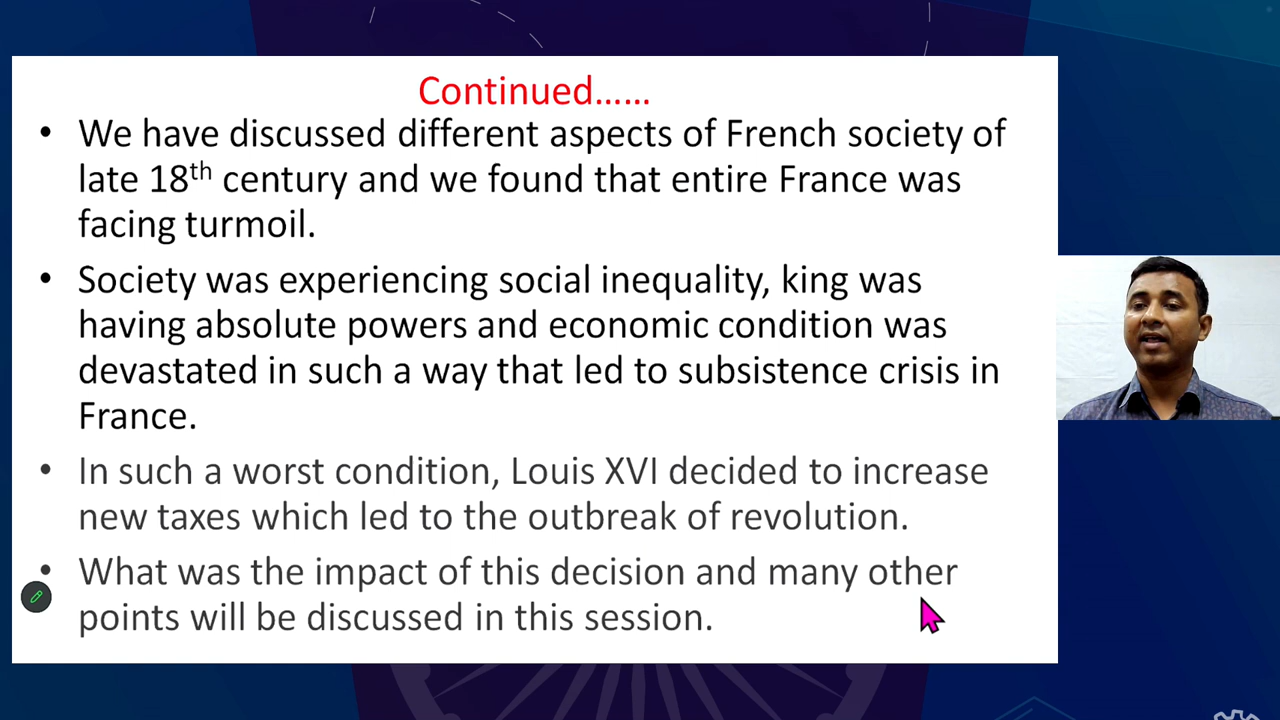 Continued......
• We have discussed different aspects of French society of
late 18th century and we found that entire France was
facing turmoil.
• Society was experiencing social inequality, king was
having absolute powers and economic condition was
devastated in such a way that led to subsistence crisis in
France.
• In such a worst condition, Louis XVI decided to increase
new taxes which led to the outbreak of revolution.
• What was the impact of this decision and many other
points will be discussed in this session.